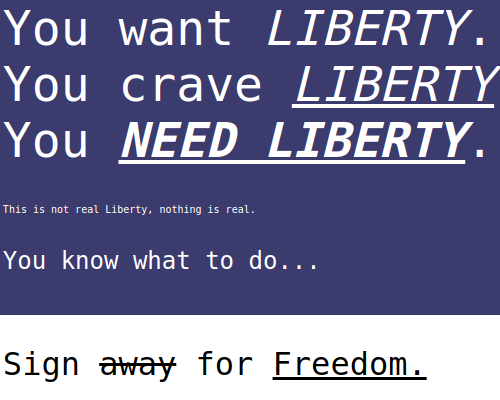 You want LIBERTY.
You crave LIBERTY
You NEED LIBERTY.
This is not real Liberty, nothing is real.
You know what to do...
Sign away for Freedom.